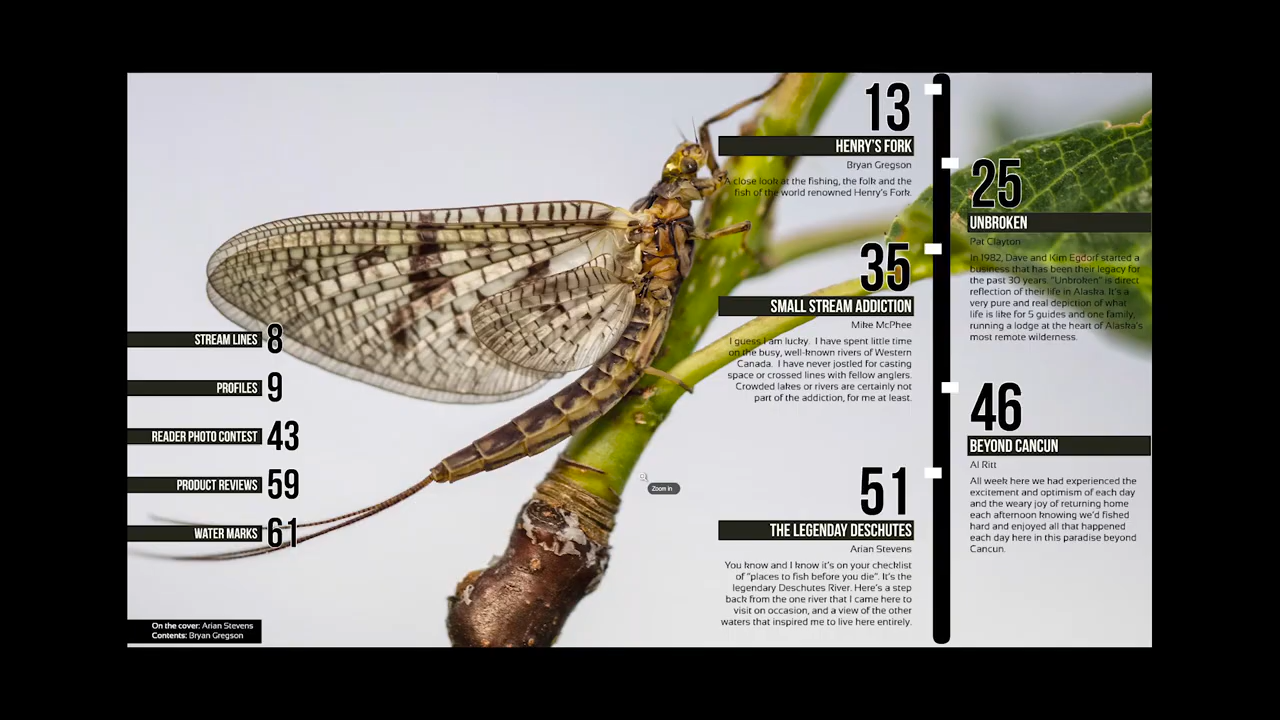 13
HENRY'S FORK
Bryan Gregson
A close look at the fishing, the folk and the
fish of the world renowned Henry's Fork.
25
UNBROKEN
Pat Clayton
In 1982, Dave and Kim Egdorf started a
business that has been their legacy for
the past 30 years. "Unbroken" is direct
reflection of their life in Alaska. It's a
very pure and real depiction of what
life is like for 5 guides and one family,
running a lodge at the heart of Alaska's
most remote wilderness.
35
SMALL STREAM ADDICTION
Mike McPhee
I guess I am lucky. I have spent little time
on the busy, well-known rivers of Western
Canada. I have never jostled for casting
space or crossed lines with fellow anglers.
Crowded lakes or rivers are certainly not
part of the addiction, for me at least.
46
BEYOND CANCUN
Al Ritt
All week here we had experienced the
excitement and optimism of each day
and the weary joy of returning home
each afternoon knowing we'd fished
hard and enjoyed all that happened
each day here in this paradise beyond
Cancun.
51
THE LEGENDAY DESCHUTES
Arian Stevens
You know and I know it's on your checklist
of "places to fish before you die". It's the
legendary Deschutes River. Here's a step
back from the one river that I came here to
visit on occasion, and a view of the other
waters that inspired me to live here entirely.
STREAM LINES 8
PROFILES 9
READER PHOTO CONTEST 43
PRODUCT REVIEWS 59
WATER MARKS 61
On the cover: Arian Stevens
Contents: Bryan Gregson
Zoom in